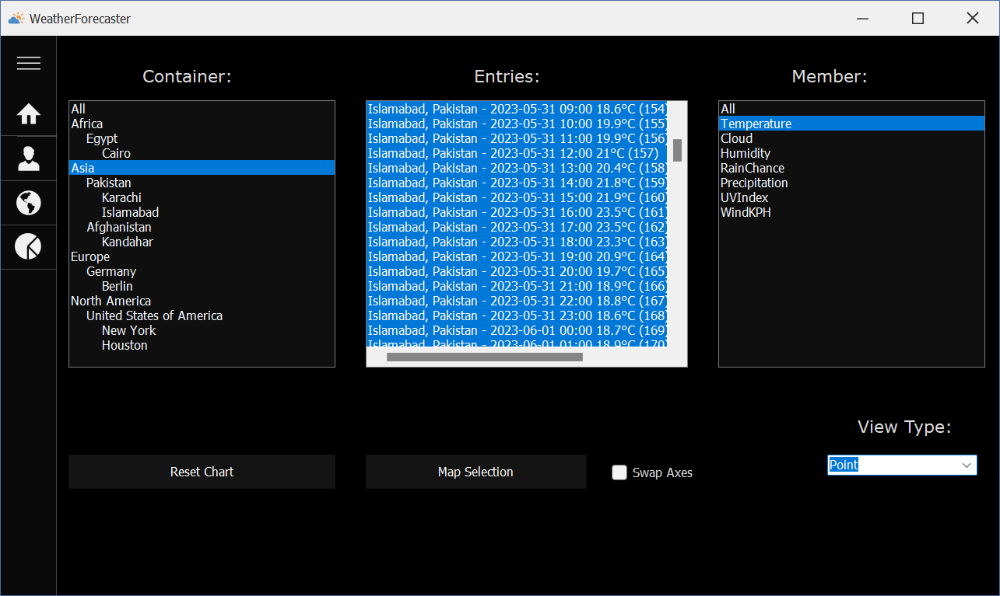 WeatherForecaster
Container:
Entries:
Member:
All
Africa
Egypt
Cairo
Asia
Pakistan
Karachi
Islamabad
Afghanistan
Kandahar
Europe
Germany
Berlin
North America
United States of America
New York
Houston
Islamabad, Pakistan - 2023-05-31 09:00 18.6°C (154)
Islamabad, Pakistan - 2023-05-31 10:00 19.9°C (155)
Islamabad, Pakistan - 2023-05-31 11:00 19.9°C (156)
Islamabad, Pakistan - 2023-05-31 12:00 21°C (157)
Islamabad, Pakistan - 2023-05-31 13:00 20.4°C (158)
Islamabad, Pakistan - 2023-05-31 14:00 21.8°C (159)
Islamabad, Pakistan - 2023-05-31 15:00 21.9°C (160)
Islamabad, Pakistan - 2023-05-31 16:00 23.5°C (161)
Islamabad, Pakistan - 2023-05-31 17:00 23.5°C (162)
Islamabad, Pakistan - 2023-05-31 18:00 23.3°C (163)
Islamabad, Pakistan - 2023-05-31 19:00 20.9°C (164)
Islamabad, Pakistan - 2023-05-31 20:00 19.7°C (165)
Islamabad, Pakistan - 2023-05-31 21:00 18.9°C (166)
Islamabad, Pakistan - 2023-05-31 22:00 18.8°C (167)
Islamabad, Pakistan - 2023-05-31 23:00 18.6°C (168)
Islamabad, Pakistan - 2023-06-01 00:00 18.7°C (169)
Islamabad, Pakistan - 2023-06-01 01:00 18.9°C (170)
All
Temperature
Cloud
Humidity
RainChance
Precipitation
UVIndex
WindKPH
View Type:
Point
Reset Chart
Map Selection
Swap Axes